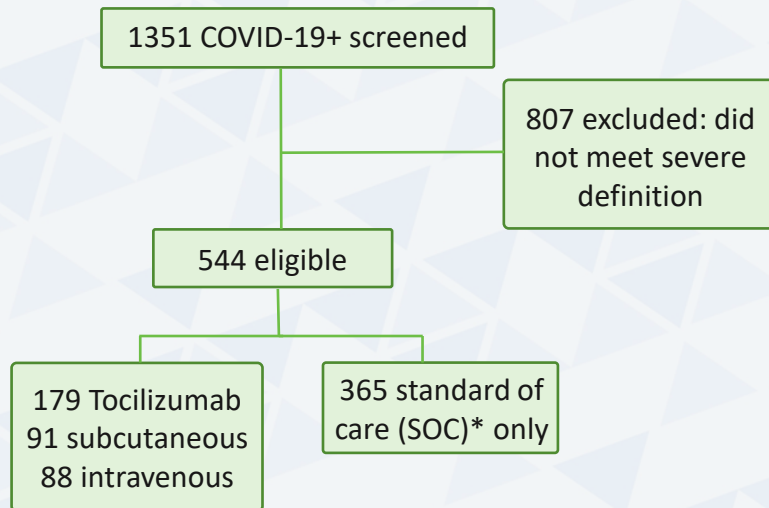 1351 COVID-19+ screened
807 excluded: did
not meet severe
definition
544 eligible
179 Tocilizumab
91 subcutaneous
88 intravenous
365 standard of
care (SOC)* only